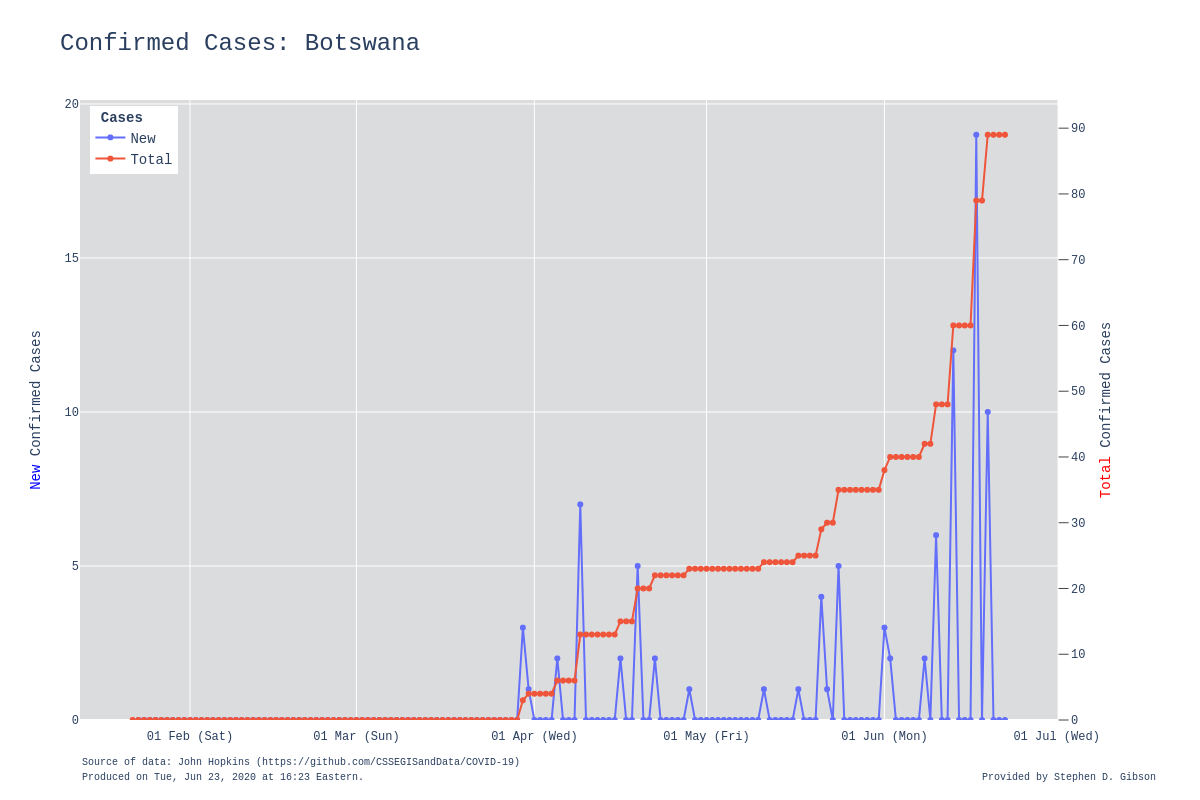 Confirmed Cases: Botswana
Cases
New
Total
20
15
10
5
0
90
80
70
60
50
40
30
20
10
0
New Confirmed Cases
Total Confirmed Cases
01 Feb (Sat)
01 Mar (Sun)
01 Apr (Wed)
01 May (Fri)
01 Jun (Mon)
01 Jul (Wed)
Source of data: John Hopkins (https://github.com/CSSEGISandData/COVID-19)
Produced on Tue, Jun 23, 2020 at 16:23 Eastern.
Provided by Stephen D. Gibson